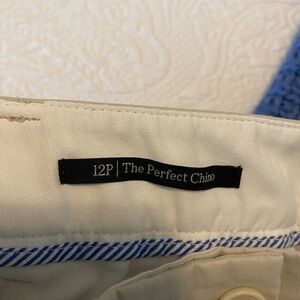 12P | The Perfect Chino